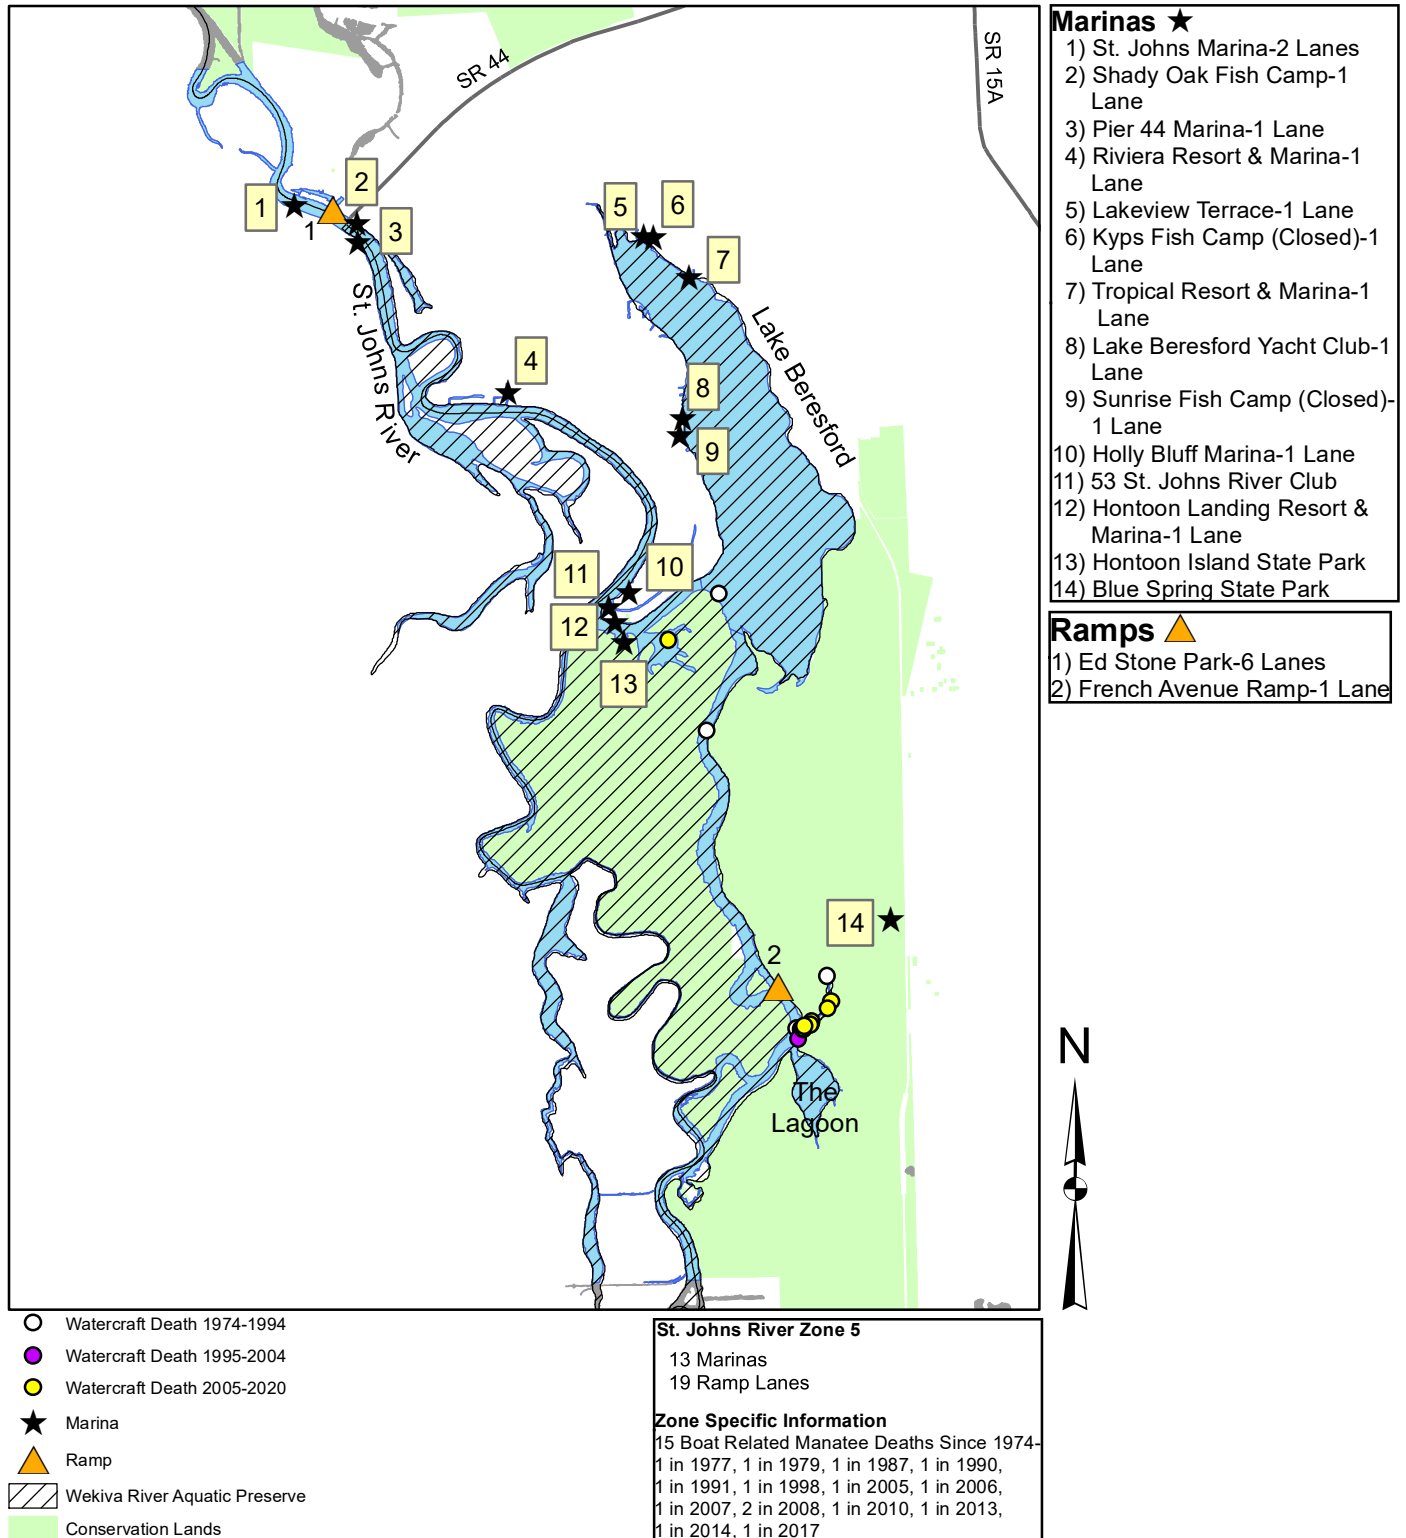 SR 44
SR 15A
1
2
3
1
St. Johns River
4
5
6
7
Lake Beresford
8
9
10
11
12
13
14
2
The
Lagoon
N
Marinas
1) St. Johns Marina-2 Lanes
2) Shady Oak Fish Camp-1
Lane
3) Pier 44 Marina-1 Lane
4) Riviera Resort & Marina-1
Lane
5) Lakeview Terrace-1 Lane
6) Kyps Fish Camp (Closed)-1
Lane
7) Tropical Resort & Marina-1
Lane
8) Lake Beresford Yacht Club-1
Lane
9) Sunrise Fish Camp (Closed)-
1 Lane
10) Holly Bluff Marina-1 Lane
11) 53 St. Johns River Club
12) Hontoon Landing Resort &
Marina-1 Lane
13) Hontoon Island State Park
14) Blue Spring State Park
Ramps
1) Ed Stone Park-6 Lanes
2) French Avenue Ramp-1 Lane
Watercraft Death 1974-1994
Watercraft Death 1995-2004
Watercraft Death 2005-2020
Marina
Ramp
Wekiva River Aquatic Preserve
Conservation Lands
St. Johns River Zone 5
13 Marinas
19 Ramp Lanes
Zone Specific Information
15 Boat Related Manatee Deaths Since 1974-
1 in 1977, 1 in 1979, 1 in 1987, 1 in 1990,
1 in 1991, 1 in 1998, 1 in 2005, 1 in 2006,
1 in 2007, 2 in 2008, 1 in 2010, 1 in 2013,
1 in 2014, 1 in 2017